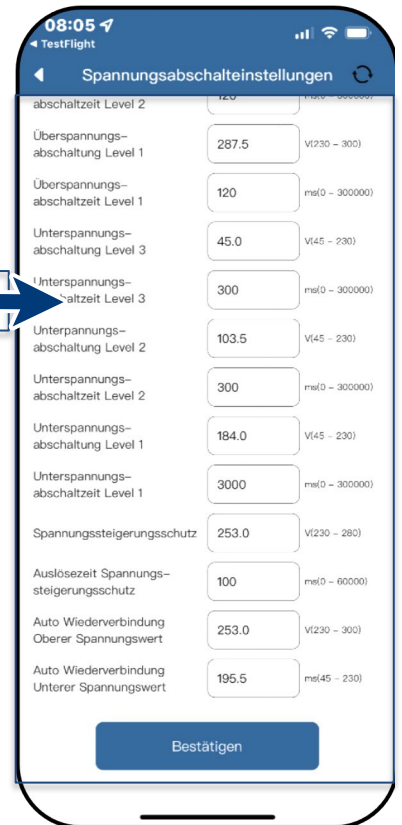 08:05
◄ TestFlight
Spannungsabschalteinstellungen
abschaltzeit Level 2 120 ms(0 – 300000)
Überspannungs–
abschaltung Level 1 287.5 V(230 – 300)
Überspannungs–
abschaltzeit Level 1 120 ms(0 – 300000)
Unterspannungs–
abschaltung Level 3 45.0 V(45 – 230)
Unterspannungs–
schaltzeit Level 3 300 ms(0 – 300000)
Unterpannungs–
abschaltung Level 2 103.5 V(45 – 230)
Unterspannungs–
abschaltzeit Level 2 300 ms(0 – 300000)
Unterspannungs–
abschaltung Level 1 184.0 V(45 – 230)
Unterspannungs–
abschaltzeit Level 1 3000 ms(0 – 300000)
Spannungssteigerungsschutz 253.0 V(230 – 280)
Auslösezeit Spannungs–
steigerungsschutz 100 ms(0 – 60000)
Auto Wiederverbindung
Oberer Spannungswert 253.0 V(230 – 300)
Auto Wiederverbindung
Unterer Spannungswert 195.5 ms(45 – 230)
Bestätigen